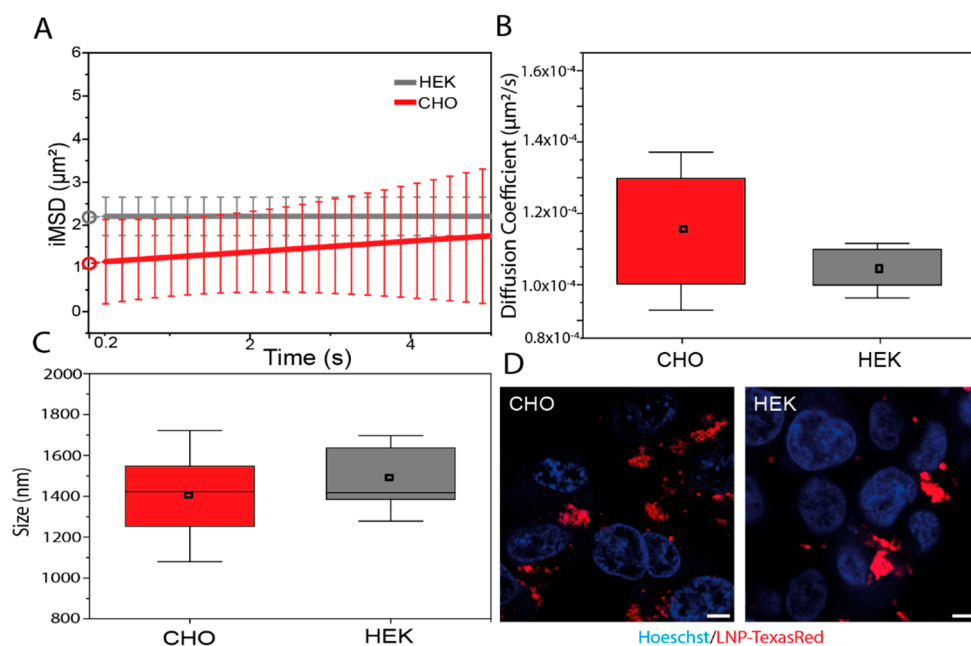 A
6
5
4
3
2
1
0
iMSD (µm²)
HEK
CHO
0.2
2
4
Time (s)
B
1.6x10⁻⁴
1.4x10⁻⁴
1.2x10⁻⁴
1.0x10⁻⁴
0.8x10⁻⁴
Diffusion Coefficient (µm²/s)
CHO
HEK
C
2000
1800
1600
1400
1200
1000
800
Size (nm)
CHO
HEK
D
CHO
HEK
Hoeschst/LNP-TexasRed